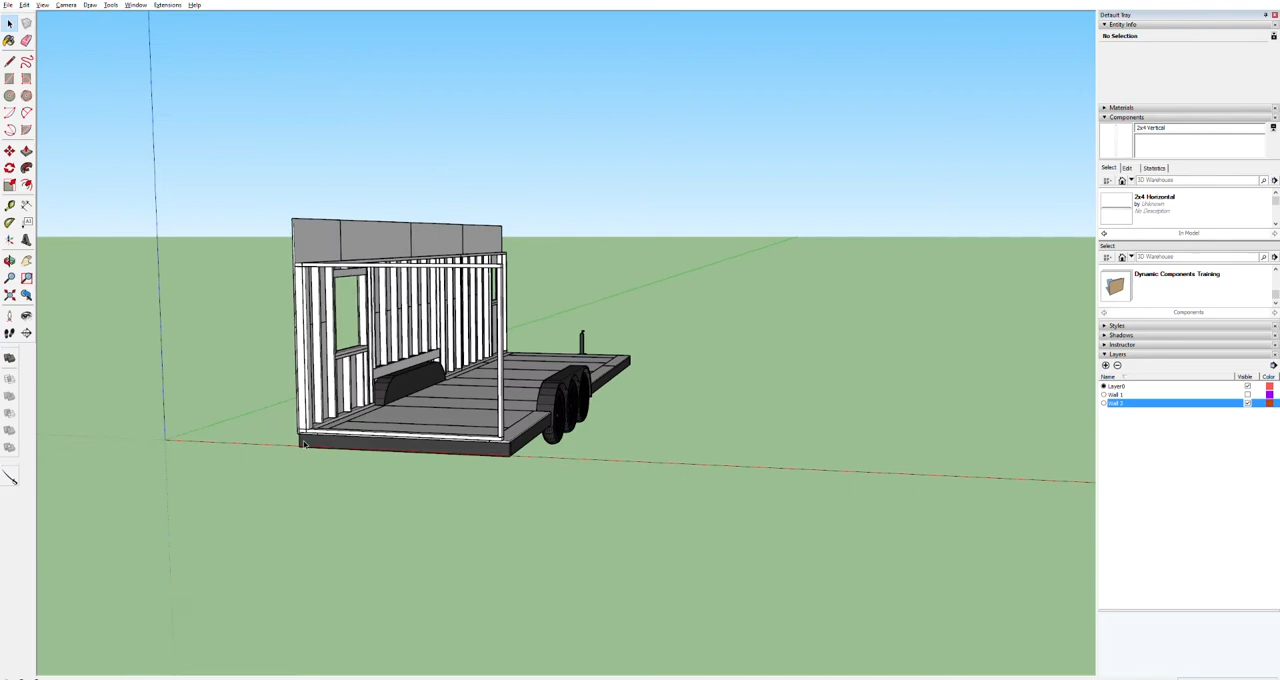 File Edit View Camera Draw Tools Window Extensions Help
Default Tray
Entity Info
No Selection
Materials
Components
2x4 Vertical
Select Edit Statistics
3D Warehouse
2x4 Horizontal
by Unknown
No Description
In Model
Select
3D Warehouse
Dynamic Components Training
Components
Styles
Shadows
Instructor
Layers
Name Visible Color
Layer0
Wall 1
Wall 2